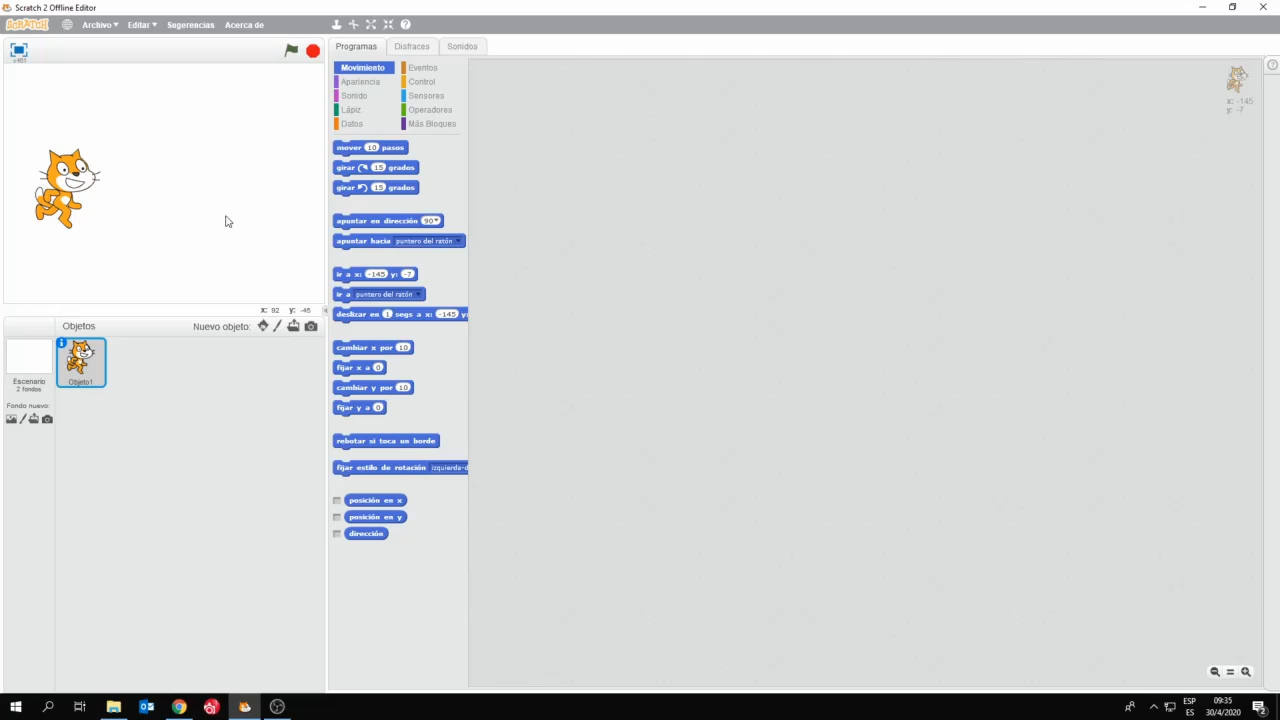 Scratch 2 Offline Editor
SCRATCH Archivo Editar Sugerencias Acerca de
v461
Programas Disfraces Sonidos
Movimiento Eventos
Apariencia Control
Sonido Sensores
Lápiz Operadores
Datos Más Bloques
x: -145
y: -7
mover 10 pasos
girar 15 grados
girar 15 grados
apuntar en dirección 90
apuntar hacia puntero del ratón
ir a x: -145 y: -7
ir a puntero del ratón
deslizar en 1 segs a x: -145 y:
cambiar x por 10
fijar x a 0
cambiar y por 10
fijar y a 0
rebotar si toca un borde
fijar estilo de rotación izquierda-d
posición en x
posición en y
dirección
x: 92 y: -46
Objetos Nuevo objeto:
Escenario
2 fondos
Objeto1
Fondo nuevo:
ESP
ES
09:35
30/4/2020
2